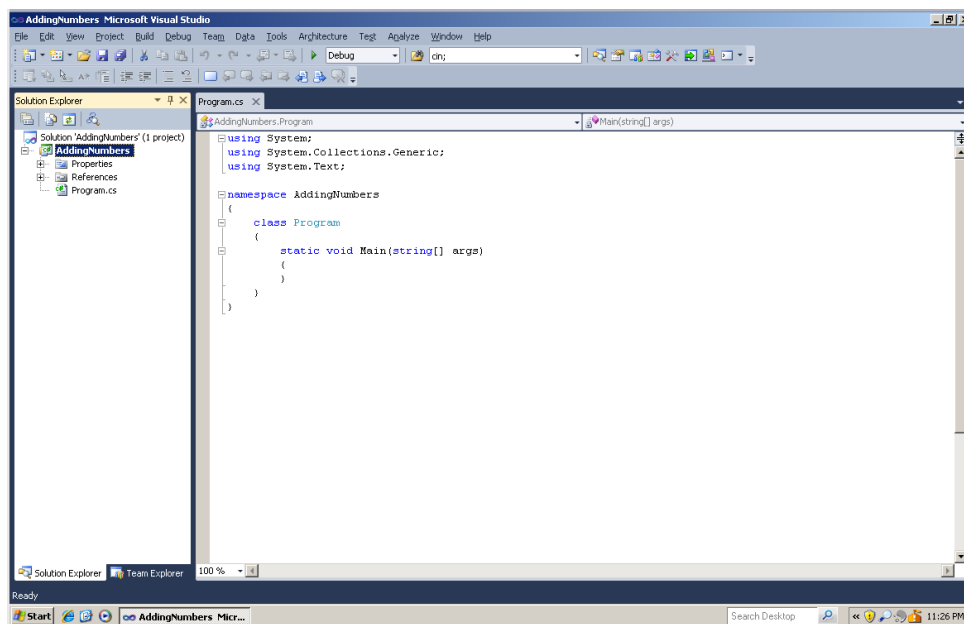 AddingNumbers Microsoft Visual Studio
File Edit View Project Build Debug Team Data Tools Architecture Test Analyze Window Help
Debug cin;
Solution Explorer
Program.cs
AddingNumbers.Program
Main(string[] args)
Solution 'AddingNumbers' (1 project)
AddingNumbers
Properties
References
Program.cs
using System;
using System.Collections.Generic;
using System.Text;
namespace AddingNumbers
{
class Program
{
static void Main(string[] args)
{
}
}
}
Solution Explorer Team Explorer
100 %
Ready
Start AddingNumbers Micr... Search Desktop 11:26 PM